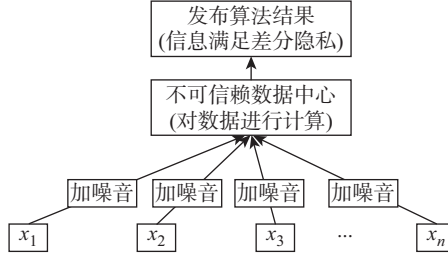 发布算法结果
(信息满足差分隐私)
不可信赖数据中心
(对数据进行计算)
加噪音 加噪音 加噪音 加噪音
x₁ x₂ x₃ ... xₙ